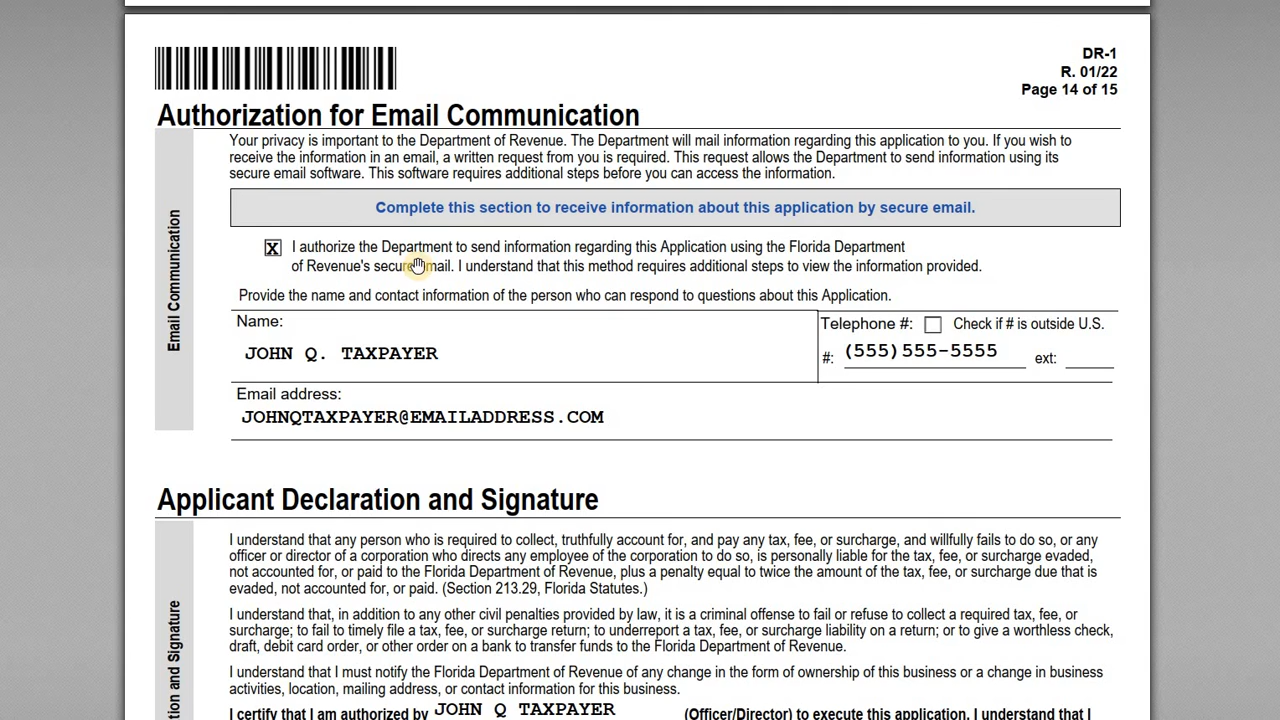 DR-1
R. 01/22
Page 14 of 15
Authorization for Email Communication
Email Communication
Your privacy is important to the Department of Revenue. The Department will mail information regarding this application to you. If you wish to
receive the information in an email, a written request from you is required. This request allows the Department to send information using its
secure email software. This software requires additional steps before you can access the information.
Complete this section to receive information about this application by secure email.
X I authorize the Department to send information regarding this Application using the Florida Department
of Revenue's secure email. I understand that this method requires additional steps to view the information provided.
Provide the name and contact information of the person who can respond to questions about this Application.
Name:
JOHN Q. TAXPAYER
Telephone #: Check if # is outside U.S.
#: (555)555-5555 ext:
Email address:
JOHNQTAXPAYER@EMAILADDRESS.COM
Applicant Declaration and Signature
tion and Signature
I understand that any person who is required to collect, truthfully account for, and pay any tax, fee, or surcharge, and willfully fails to do so, or any
officer or director of a corporation who directs any employee of the corporation to do so, is personally liable for the tax, fee, or surcharge evaded,
not accounted for, or paid to the Florida Department of Revenue, plus a penalty equal to twice the amount of the tax, fee, or surcharge due that is
evaded, not accounted for, or paid. (Section 213.29, Florida Statutes.)
I understand that, in addition to any other civil penalties provided by law, it is a criminal offense to fail or refuse to collect a required tax, fee, or
surcharge; to fail to timely file a tax, fee, or surcharge return; to underreport a tax, fee, or surcharge liability on a return; or to give a worthless check,
draft, debit card order, or other order on a bank to transfer funds to the Florida Department of Revenue.
I understand that I must notify the Florida Department of Revenue of any change in the form of ownership of this business or a change in business
activities, location, mailing address, or contact information for this business.
I certify that I am authorized by JOHN Q TAXPAYER (Officer/Director) to execute this application. I understand that I